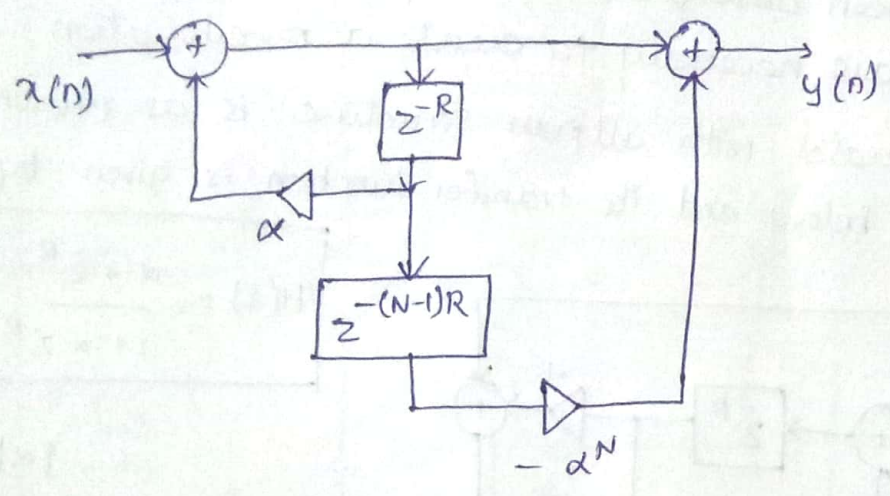 +
+
x(n)
y(n)
z^-R
α
z^-(N-1)R
- α^N